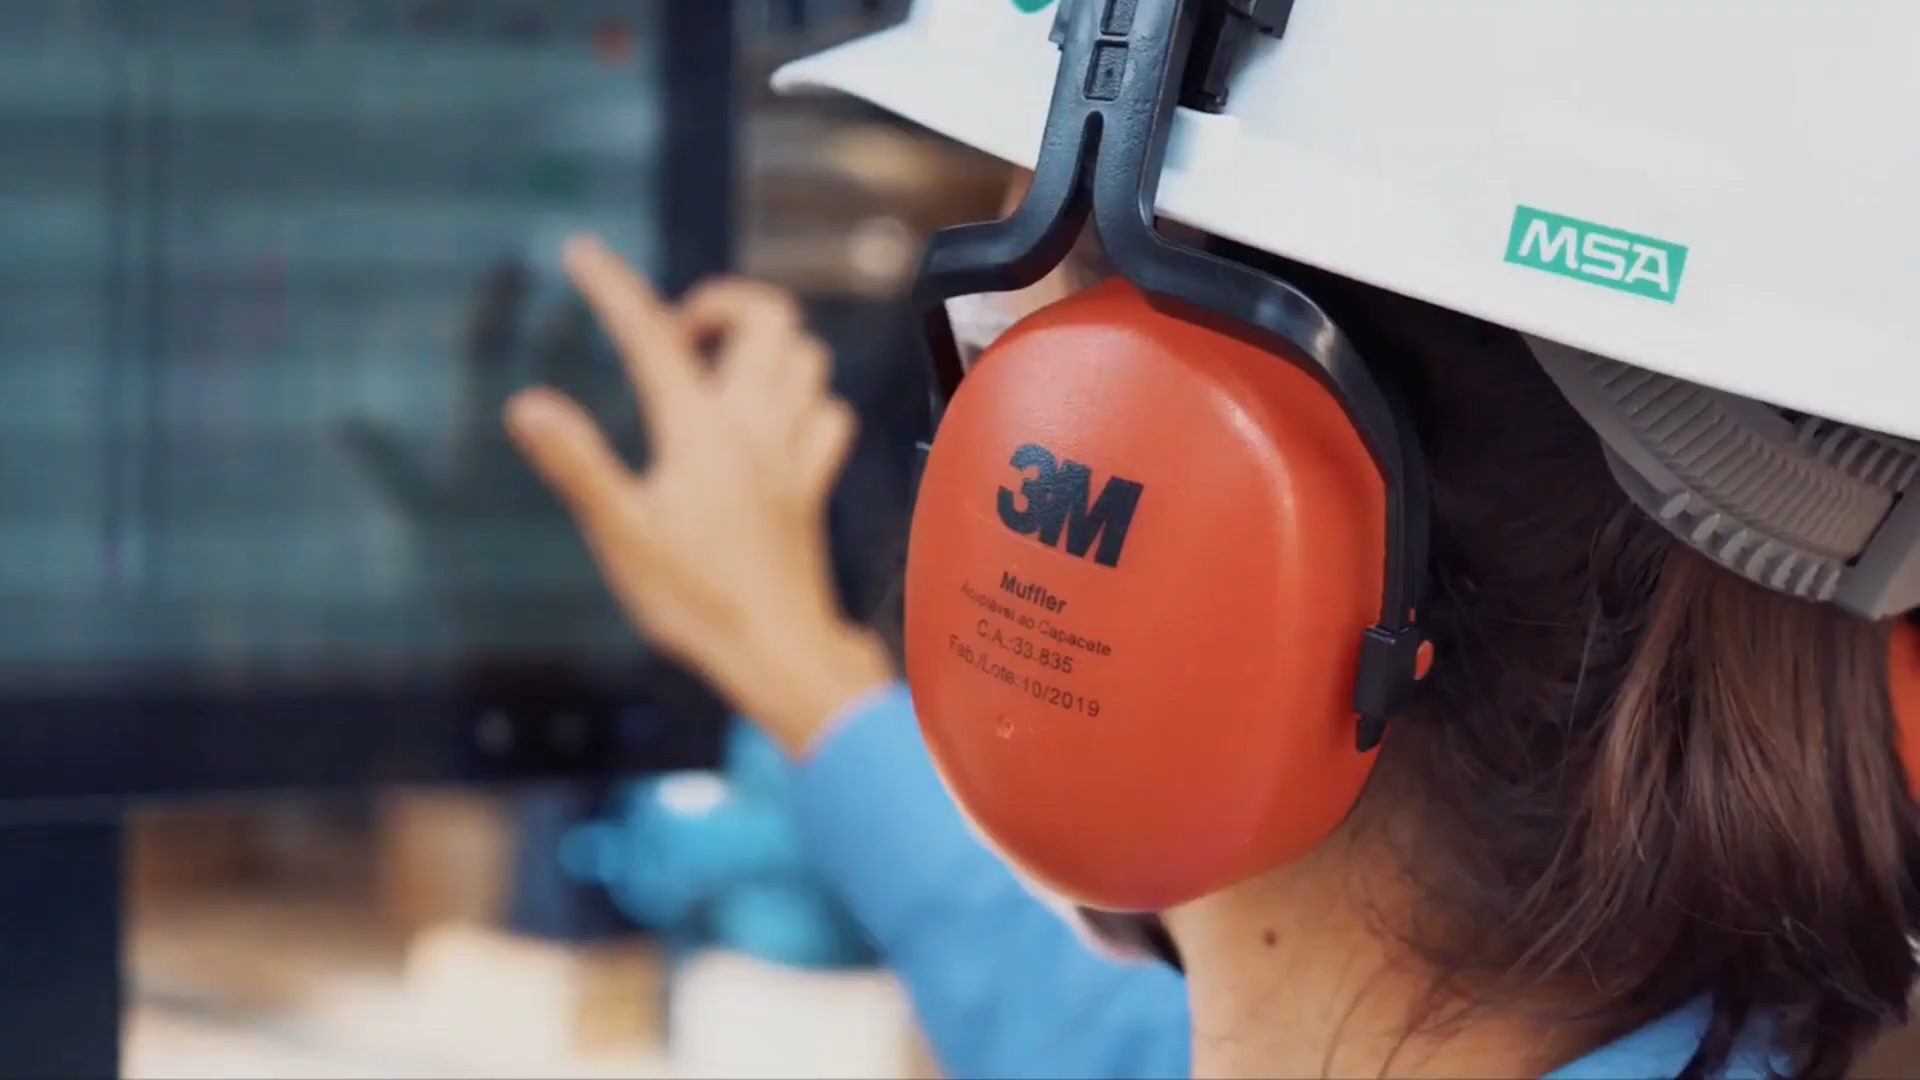 MSA
3M
Muffler
Acoplável ao Capacete
C.A.:33.835
Fab./Lote:10/2019